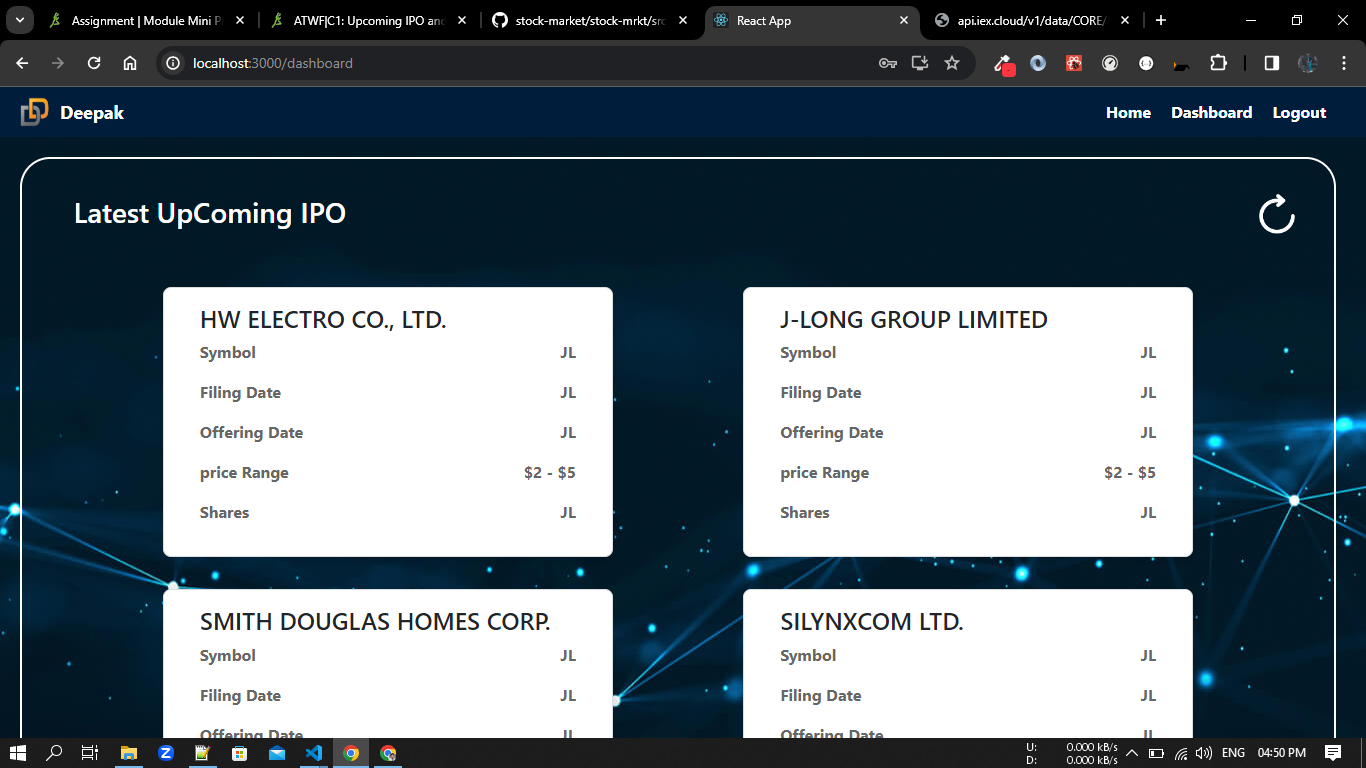 Assignment | Module Mini P
ATWF|C1: Upcoming IPO and
stock-market/stock-mrkt/src
React App
api.iex.cloud/v1/data/CORE/
localhost:3000/dashboard
Deepak
Home Dashboard Logout
Latest UpComing IPO
HW ELECTRO CO., LTD.
Symbol JL
Filing Date JL
Offering Date JL
price Range $2 - $5
Shares JL
J-LONG GROUP LIMITED
Symbol JL
Filing Date JL
Offering Date JL
price Range $2 - $5
Shares JL
SMITH DOUGLAS HOMES CORP.
Symbol JL
Filing Date JL
Offering Date JL
SILYNXCOM LTD.
Symbol JL
Filing Date JL
Offering Date JL
U: 0.000 kB/s
D: 0.000 kB/s
ENG
04:50 PM